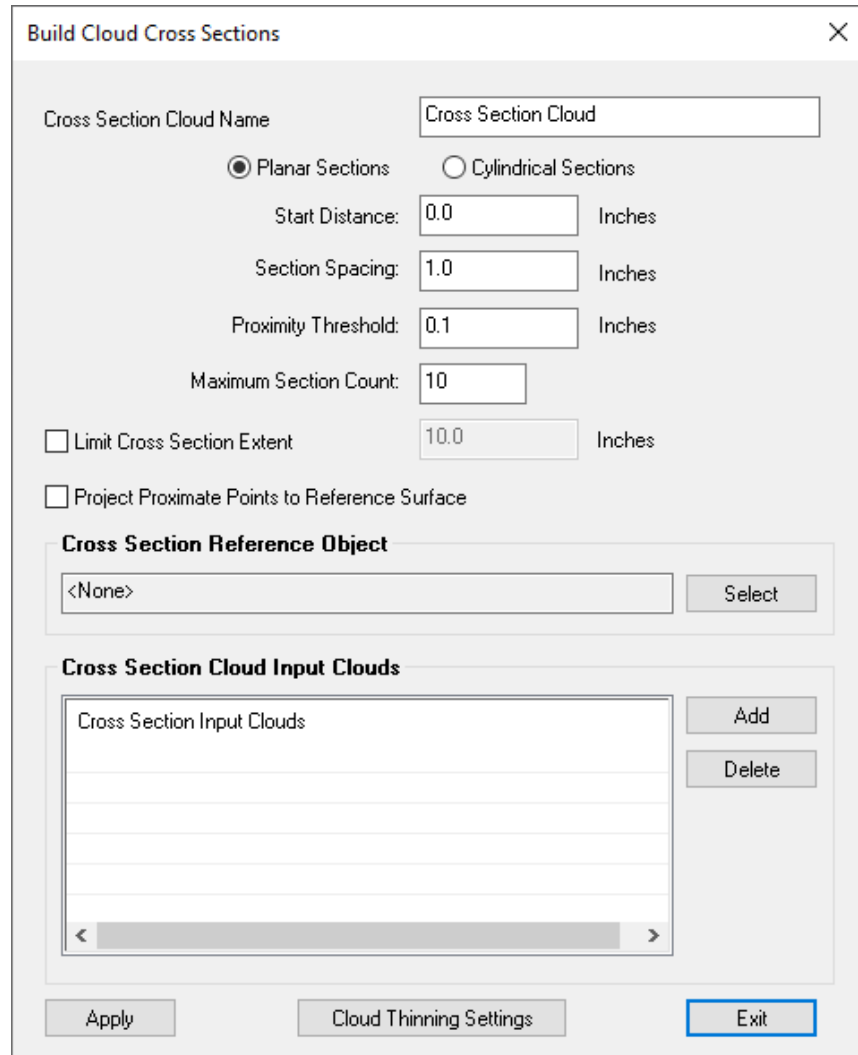 Build Cloud Cross Sections
Cross Section Cloud Name Cross Section Cloud
Planar Sections Cylindrical Sections
Start Distance: 0.0 Inches
Section Spacing: 1.0 Inches
Proximity Threshold: 0.1 Inches
Maximum Section Count: 10
Limit Cross Section Extent 10.0 Inches
Project Proximate Points to Reference Surface
Cross Section Reference Object
<None> Select
Cross Section Cloud Input Clouds
Cross Section Input Clouds Add
Delete
Apply Cloud Thinning Settings Exit